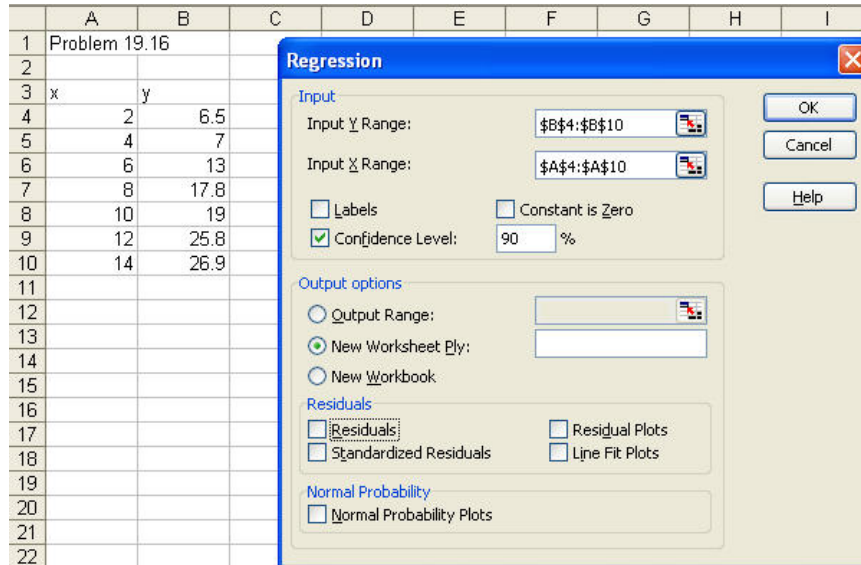 A B C D E F G H I
1 Problem 19.16
2
3 x y
4 2 6.5
5 4 7
6 6 13
7 8 17.8
8 10 19
9 12 25.8
10 14 26.9
11
12
13
14
15
16
17
18
19
20
21
22
Regression
Input
Input Y Range: $B$4:$B$10
Input X Range: $A$4:$A$10
Labels Constant is Zero
Confidence Level: 90 %
Output options
Output Range:
New Worksheet Ply:
New Workbook
Residuals
Residuals Residual Plots
Standardized Residuals Line Fit Plots
Normal Probability
Normal Probability Plots
OK
Cancel
Help